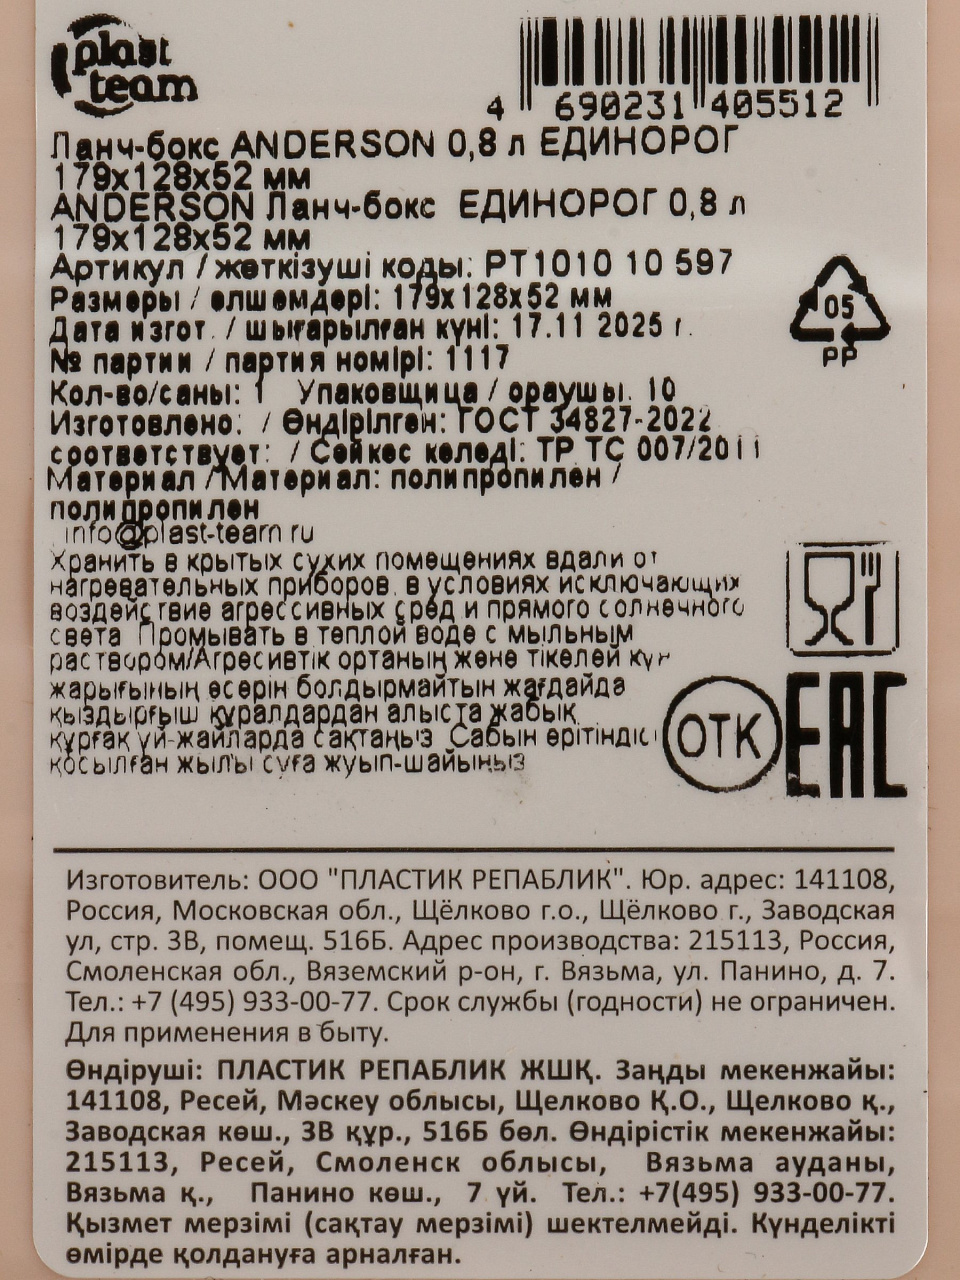 plast team
4 690231 405512
Ланч-бокс ANDERSON 0,8 л ЕДИНОРОГ
179х128х52 мм
ANDERSON Ланч-бокс ЕДИНОРОГ 0,8 л
179х128х52 мм
Артикул / жөткізуші коды: РТ1010 10 597
Размеры / өлшемдері: 179х128х52 мм
05
РР
Дата изгот. / шығарылған күні: 17.11 2025 г.
№ партии / партия номірі: 1117
Кол-во/саны: 1 Упаковщица / ораушы. 10
Изготовлено: / Өндірілген: ГОСТ 34827-2022
соответствует: / Сөйкес келеді: ТР ТС 007/2011
Материал /Материал: полипропилен /
полипропилен
info@plast-team ru
Хранить в крытых сухих помещениях вдали от
нагревательных приборов, в условиях исключающих
воздействие агрессивных сред и прямого солнечного
света Промывать в теплой воде с мыльным
раствором/Агрессивтік ортаның және тікелей күн
жарығының әсерін болдырмайтын жағдайда
қыздырғыш құралдардан алыста жабық
құрғақ үй-жайларда сақтаңыз Сабын ерітіндісі
қосылған жылы суға жуып-шайыңыз
ОТК
ЕАС
Изготовитель: ООО "ПЛАСТИК РЕПАБЛИК". Юр. адрес: 141108,
Россия, Московская обл., Щёлково г.о., Щёлково г., Заводская
ул, стр. 3В, помещ. 516Б. Адрес производства: 215113, Россия,
Смоленская обл., Вяземский р-он, г. Вязьма, ул. Панино, д. 7.
Тел.: +7 (495) 933-00-77. Срок службы (годности) не ограничен.
Для применения в быту.
Өндіруші: ПЛАСТИК РЕПАБЛИК ЖШҚ. Заңды мекенжайы:
141108, Ресей, Мәскеу облысы, Щелково Қ.О., Щелково қ.,
Заводская көш., 3В құр., 516Б бөл. Өндірістік мекенжайы:
215113, Ресей, Смоленск облысы, Вязьма ауданы,
Вязьма қ., Панино көш., 7 үй. Тел.: +7(495) 933-00-77.
Қызмет мерзімі (сақтау мерзімі) шектелмейді. Күнделікті
өмірде қолдануға арналған.